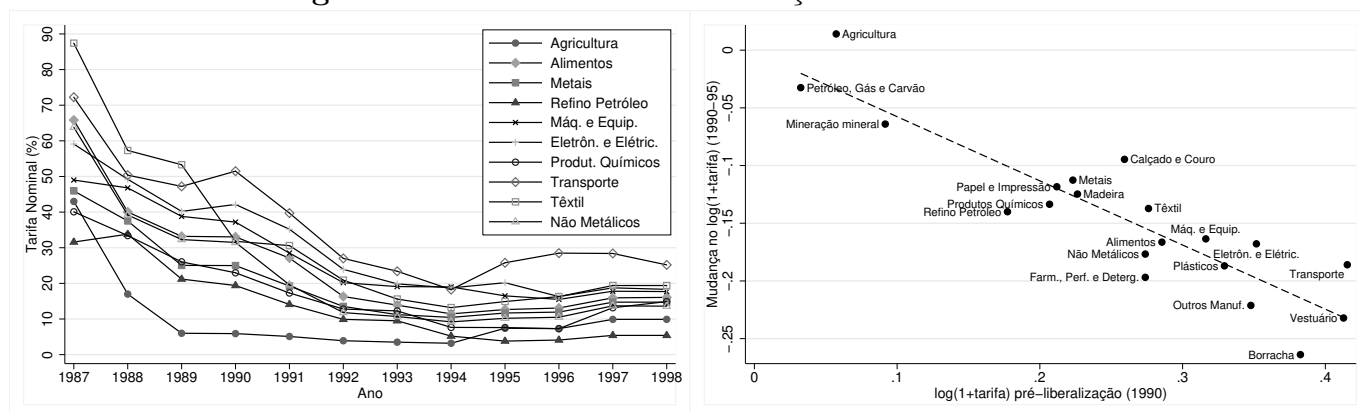 Tarifa Nominal (%)
90
80
70
60
50
40
30
20
10
0
1987 1988 1989 1990 1991 1992 1993 1994 1995 1996 1997 1998
Ano
Agricultura
Alimentos
Metais
Refino Petróleo
Máq. e Equip.
Eletrôn. e Elétric.
Produt. Químicos
Transporte
Têxtil
Não Metálicos
Mudança no log(1+tarifa) (1990−95)
0
−.05
−.1
−.15
−.2
−.25
Agricultura
Petróleo, Gás e Carvão
Mineração mineral
Calçado e Couro
Metais
Papel e Impressão
Madeira
Produtos Químicos
Refino Petróleo
Têxtil
Máq. e Equip.
Alimentos
Não Metálicos
Eletrôn. e Elétric.
Plásticos
Farm., Perf. e Deterg.
Transporte
Outros Manuf.
Vestuário
Borracha
0 .1 .2 .3 .4
log(1+tarifa) pré−liberalização (1990)